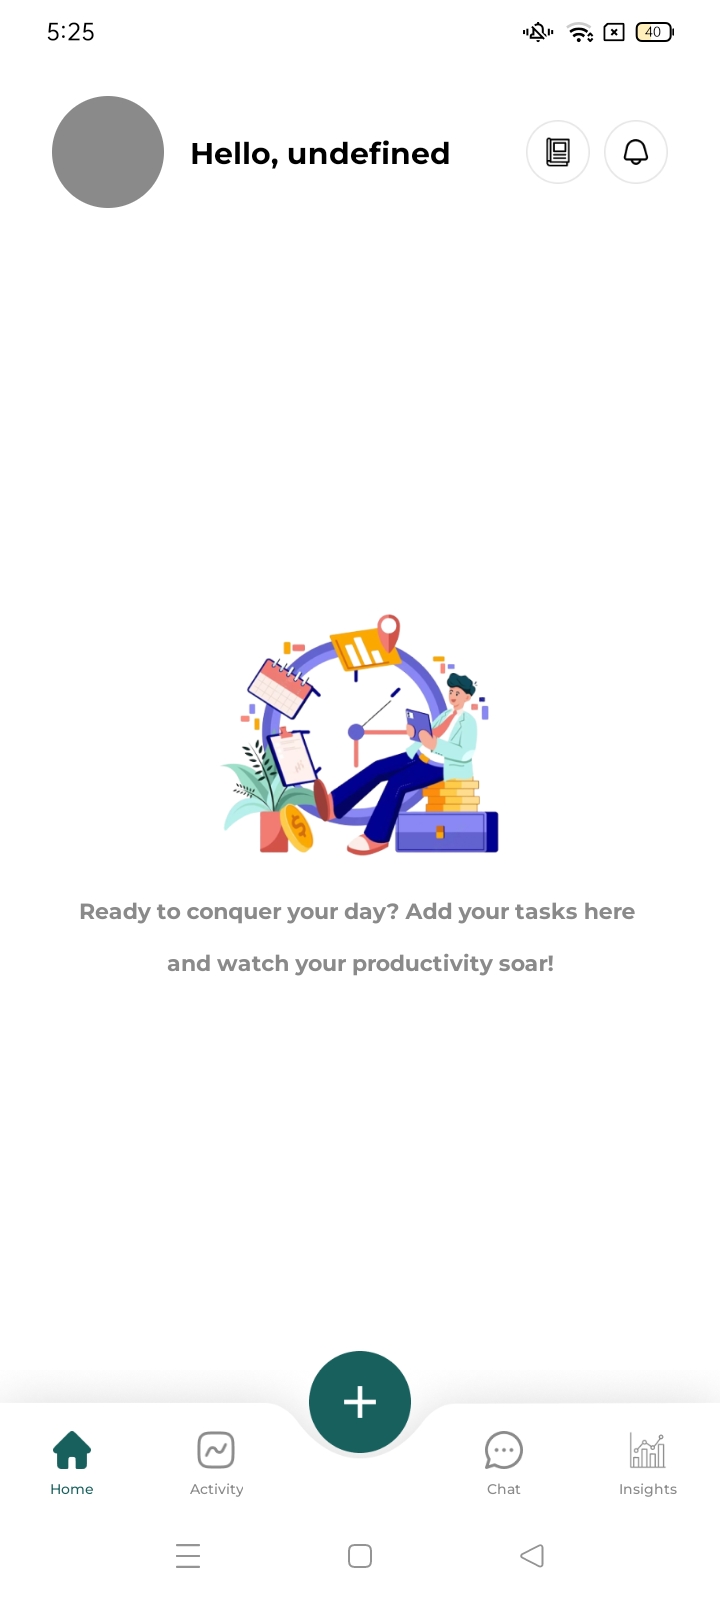 5:25
40
Hello, undefined
Ready to conquer your day? Add your tasks here
and watch your productivity soar!
Home
Activity
Chat
Insights